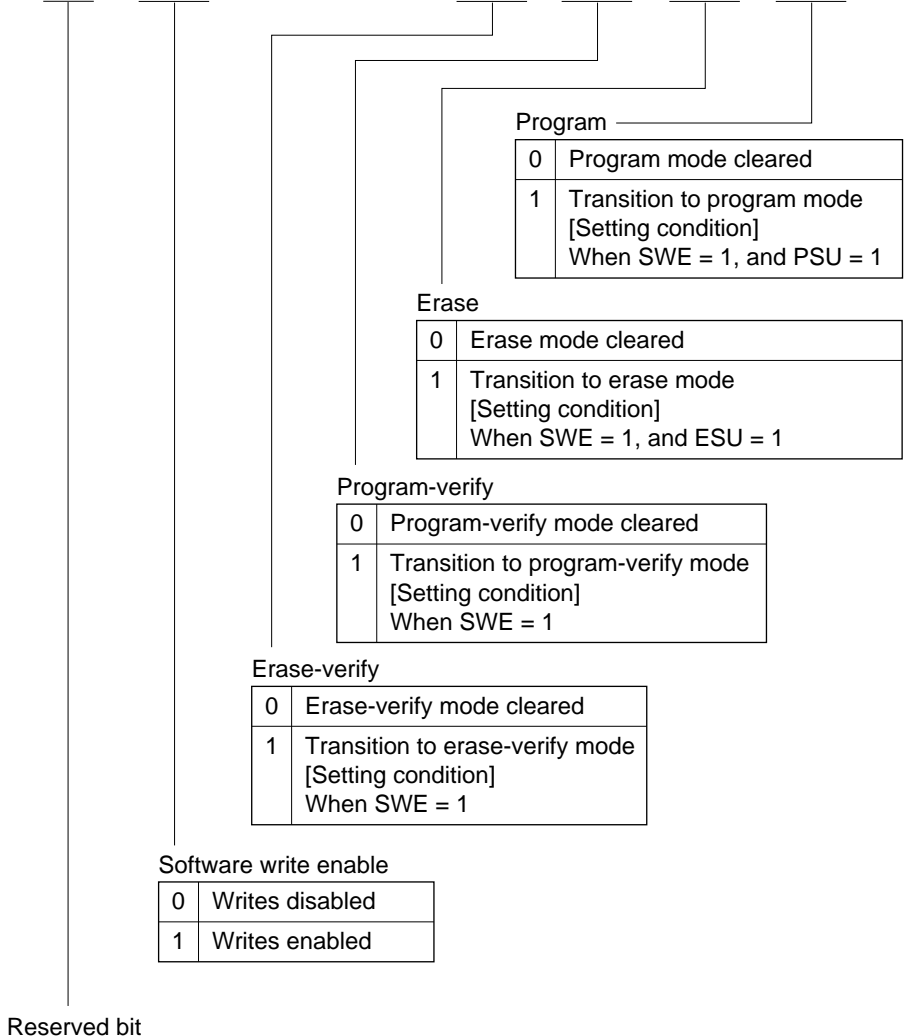 Program
0 Program mode cleared
1 Transition to program mode
[Setting condition]
When SWE = 1, and PSU = 1
Erase
0 Erase mode cleared
1 Transition to erase mode
[Setting condition]
When SWE = 1, and ESU = 1
Program-verify
0 Program-verify mode cleared
1 Transition to program-verify mode
[Setting condition]
When SWE = 1
Erase-verify
0 Erase-verify mode cleared
1 Transition to erase-verify mode
[Setting condition]
When SWE = 1
Software write enable
0 Writes disabled
1 Writes enabled
Reserved bit